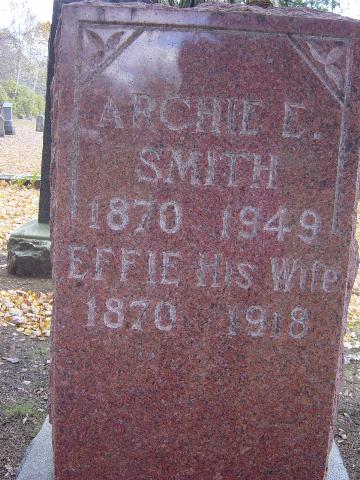 ARCHIE E.
SMITH
1870 1949
EFFIE His Wife
1870 1918